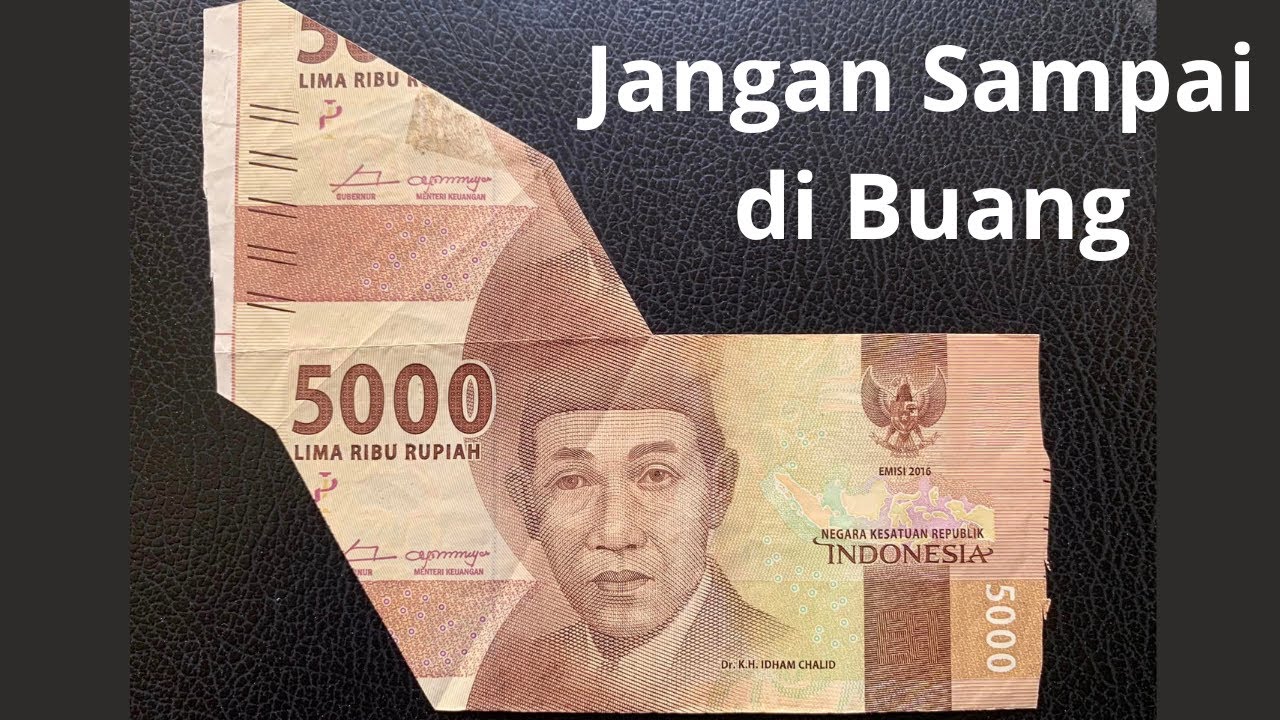 Jangan Sampai
di Buang
LIMA RIBU
GUBERNUR
MENTERI KEUANGAN
5000
LIMA RIBU RUPIAH
EMISI 2016
NEGARA KESATUAN REPUBLIK
INDONESIA
MENTERI KEUANGAN
5000
Dr. K.H. IDHAM CHALID